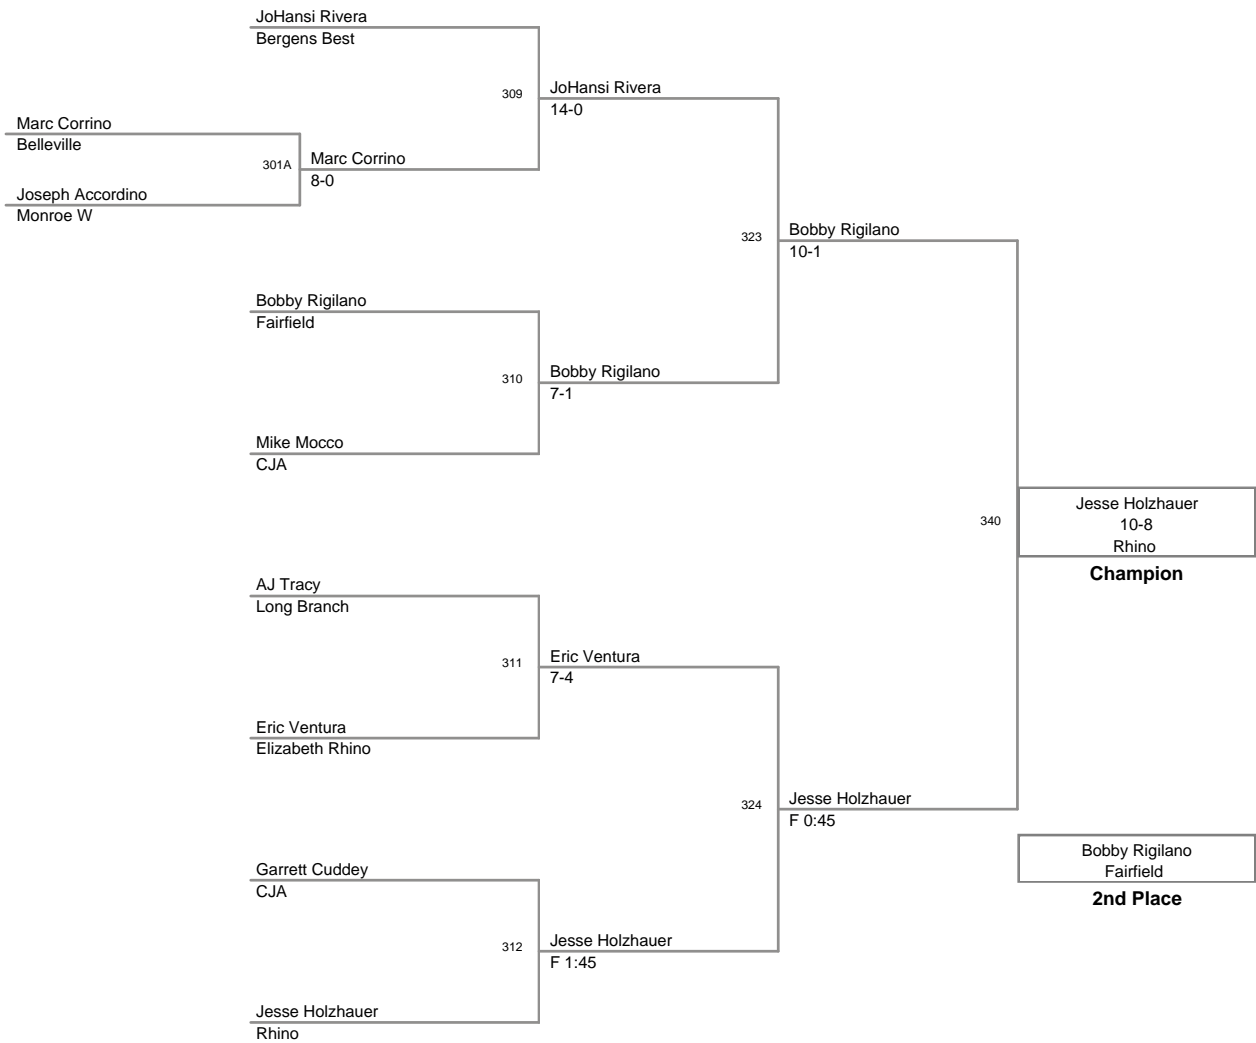 JoHansi Rivera
Bergens Best
309
JoHansi Rivera
14-0
Marc Corrino
Belleville
301A
Marc Corrino
8-0
Joseph Accordino
Monroe W
323
Bobby Rigilano
10-1
Bobby Rigilano
Fairfield
310
Bobby Rigilano
7-1
Mike Mocco
CJA
340
Jesse Holzhauer
10-8
Rhino
Champion
AJ Tracy
Long Branch
311
Eric Ventura
7-4
Eric Ventura
Elizabeth Rhino
324
Jesse Holzhauer
F 0:45
Bobby Rigilano
Fairfield
2nd Place
Garrett Cuddey
CJA
312
Jesse Holzhauer
F 1:45
Jesse Holzhauer
Rhino